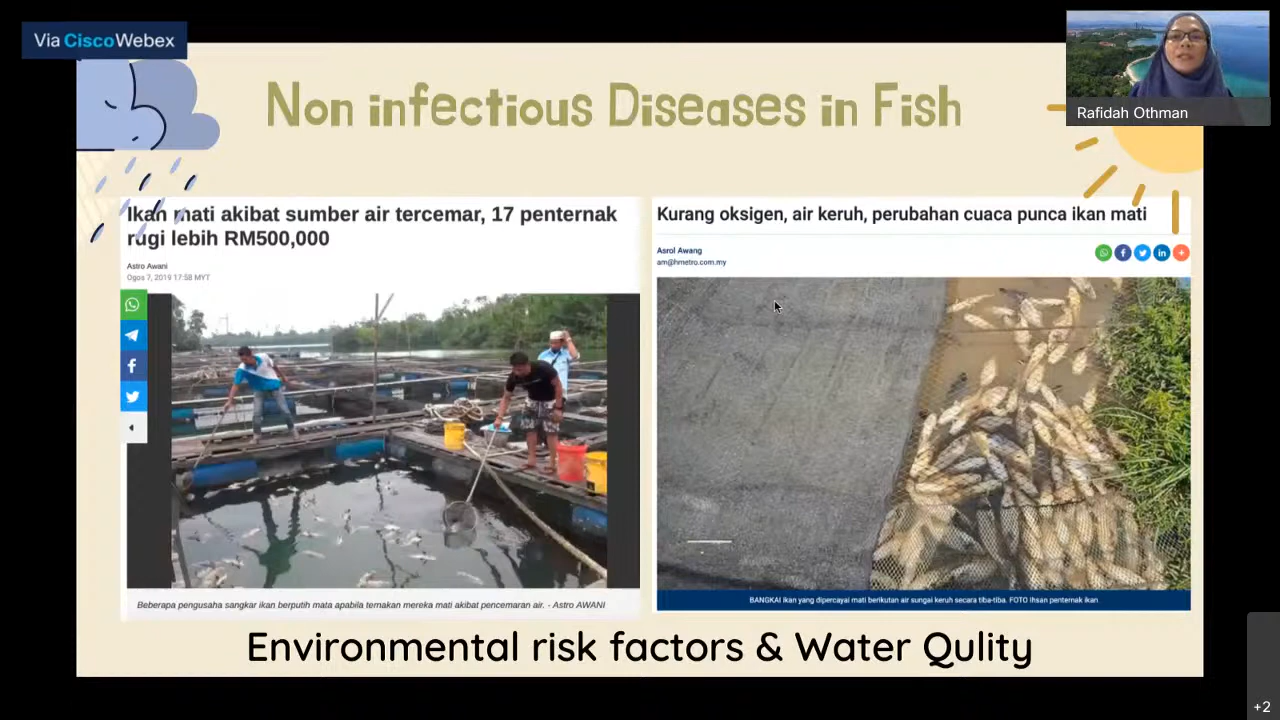 Via Cisco Webex
Rafidah Othman
Non infectious Diseases in Fish
Ikan mati akibat sumber air tercemar, 17 penternak
rugi lebih RM500,000
Astro Awani
Ogos 7, 2019 17:58 MYT
Beberapa pengusaha sangkar ikan berputih mata apabila ternakan mereka mati akibat pencemaran air. - Astro AWANI
Kurang oksigen, air keruh, perubahan cuaca punca ikan mati
Asrol Awang
am@hmetro.com.my
BANGKAI ikan yang dipercayai mati berikutan air sungai keruh secara tiba-tiba. FOTO Ihsan penternak ikan
Environmental risk factors & Water Qulity
+2